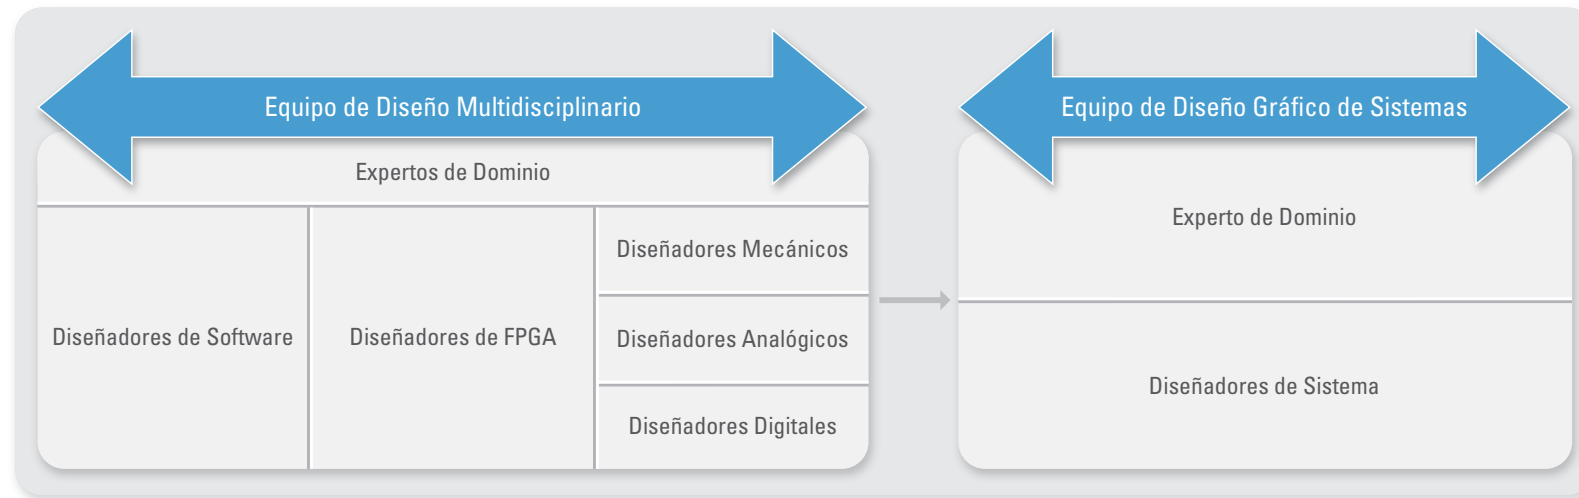 Equipo de Diseño Multidisciplinario
Expertos de Dominio
Diseñadores de Software
Diseñadores de FPGA
Diseñadores Mecánicos
Diseñadores Analógicos
Diseñadores Digitales
Equipo de Diseño Gráfico de Sistemas
Experto de Dominio
Diseñadores de Sistema